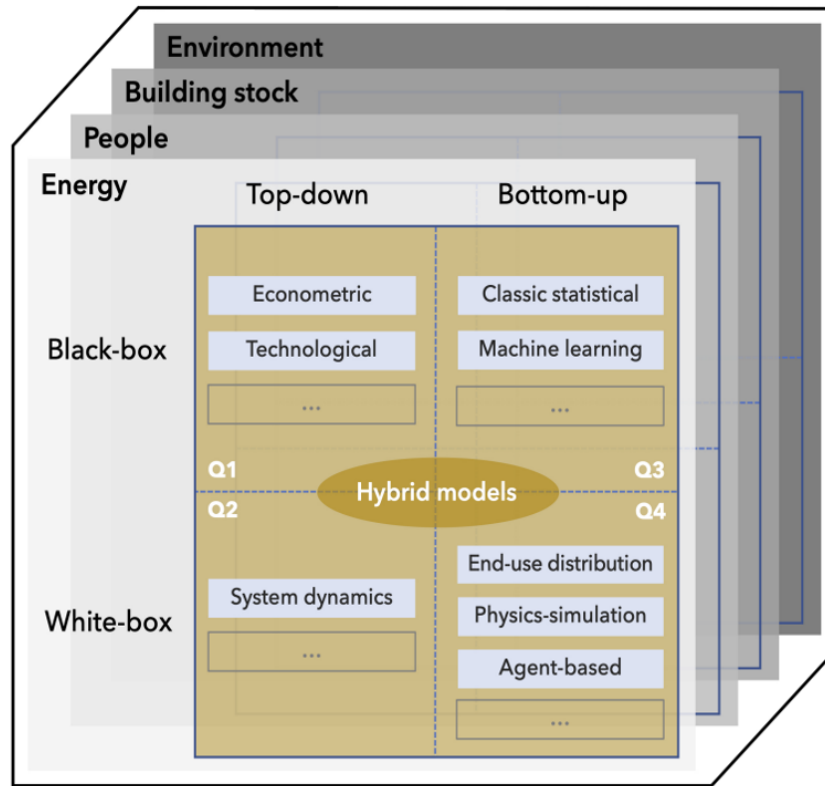 Environment
Building stock
People
Energy
Top-down
Bottom-up
Black-box
Econometric
Technological
...
Classic statistical
Machine learning
...
Q1
Q3
Hybrid models
Q2
Q4
White-box
System dynamics
...
End-use distribution
Physics-simulation
Agent-based
...